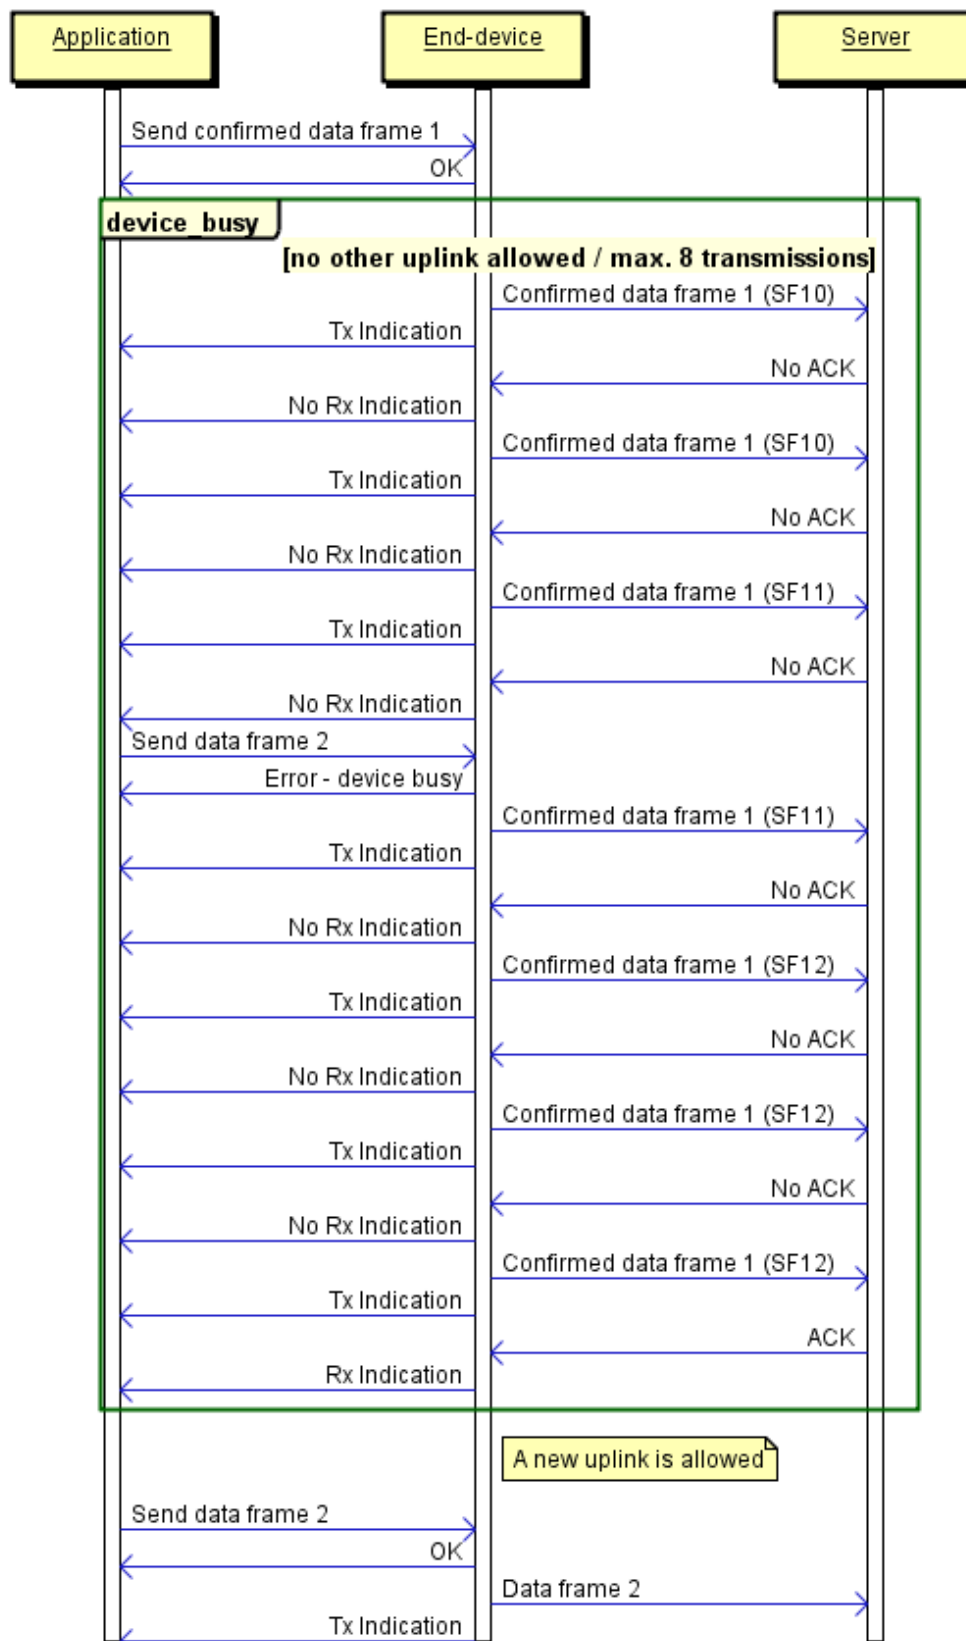 Application
End-device
Server
Send confirmed data frame 1
OK
device_busy
[no other uplink allowed / max. 8 transmissions]
Confirmed data frame 1 (SF10)
Tx Indication
No ACK
No Rx Indication
Confirmed data frame 1 (SF10)
Tx Indication
No ACK
No Rx Indication
Confirmed data frame 1 (SF11)
Tx Indication
No ACK
No Rx Indication
Send data frame 2
Error - device busy
Confirmed data frame 1 (SF11)
Tx Indication
No ACK
No Rx Indication
Confirmed data frame 1 (SF12)
Tx Indication
No ACK
No Rx Indication
Confirmed data frame 1 (SF12)
Tx Indication
No ACK
No Rx Indication
Confirmed data frame 1 (SF12)
Tx Indication
ACK
Rx Indication
A new uplink is allowed
Send data frame 2
OK
Data frame 2
Tx Indication